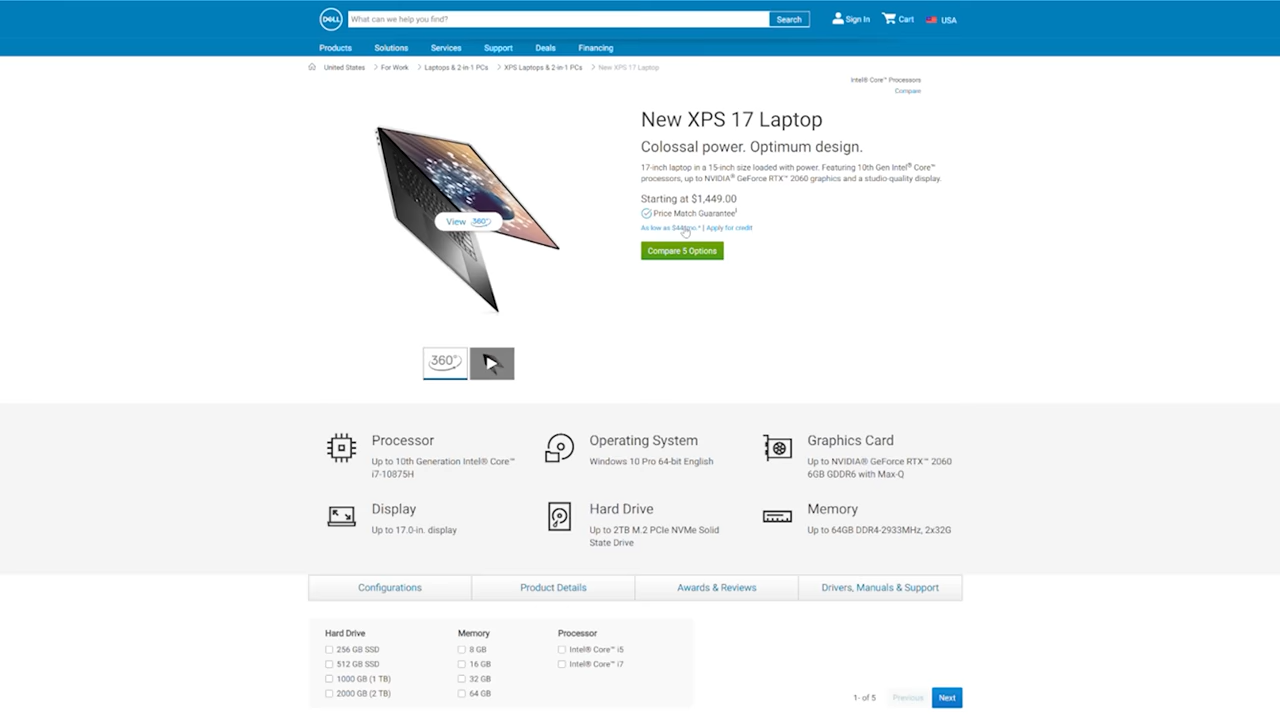 DELL
What can we help you find?
Search
Sign In
Cart
USA
Products
Solutions
Services
Support
Deals
Financing
United States
For Work
Laptops & 2-in-1 PCs
XPS Laptops & 2-in-1 PCs
New XPS 17 Laptop
Intel® Core™ Processors
Compare
New XPS 17 Laptop
Colossal power. Optimum design.
17-inch laptop in a 15-inch size loaded with power. Featuring 10th Gen Intel® Core™
processors, up to NVIDIA® GeForce RTX™ 2060 graphics and a studio-quality display.
Starting at $1,449.00
Price Match Guarantee
As low as | Apply for credit
Compare 5 Options
View 360°
360°
Processor
Up to 10th Generation Intel® Core™
i7-10875H
Operating System
Windows 10 Pro 64-bit English
Graphics Card
Up to NVIDIA® GeForce RTX™ 2060
6GB GDDR6 with Max-Q
Display
Up to 17.0-in. display
Hard Drive
Up to 2TB M.2 PCIe NVMe Solid
State Drive
Memory
Up to 64GB DDR4-2933MHz, 2x32G
Configurations
Product Details
Awards & Reviews
Drivers, Manuals & Support
Hard Drive
256 GB SSD
512 GB SSD
1000 GB (1 TB)
2000 GB (2 TB)
Memory
8 GB
16 GB
32 GB
64 GB
Processor
Intel® Core™ i5
Intel® Core™ i7
1- of 5
Previous
Next